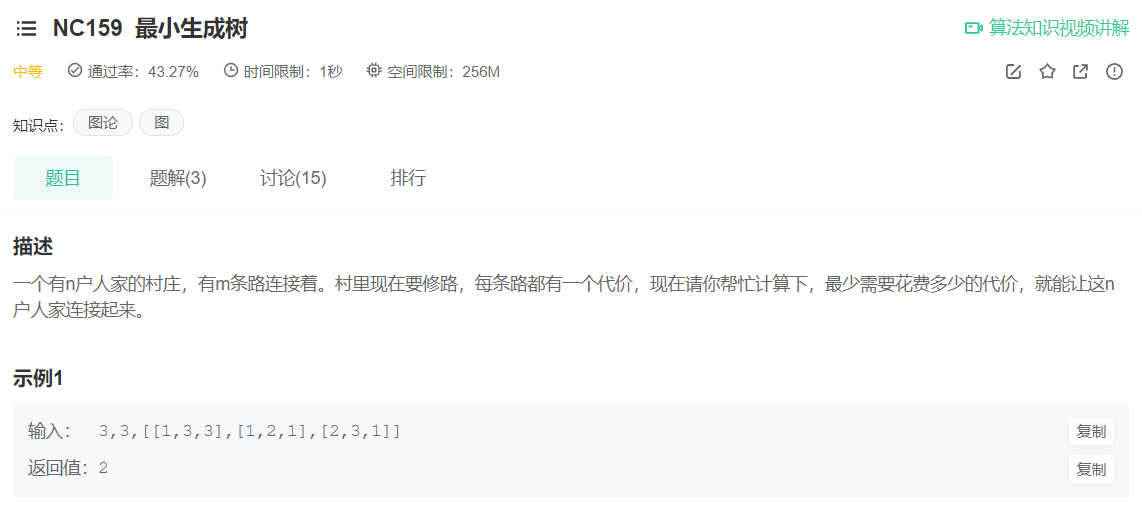 NC159 最小生成树
算法知识视频讲解
中等 通过率：43.27% 时间限制：1秒 空间限制：256M
知识点： 图论 图
题目 题解(3) 讨论(15) 排行
描述
一个有n户人家的村庄，有m条路连接着。村里现在要修路，每条路都有一个代价，现在请你帮忙计算下，最少需要花费多少的代价，就能让这n
户人家连接起来。
示例1
输入： 3,3,[[1,3,3],[1,2,1],[2,3,1]] 复制
返回值：2 复制